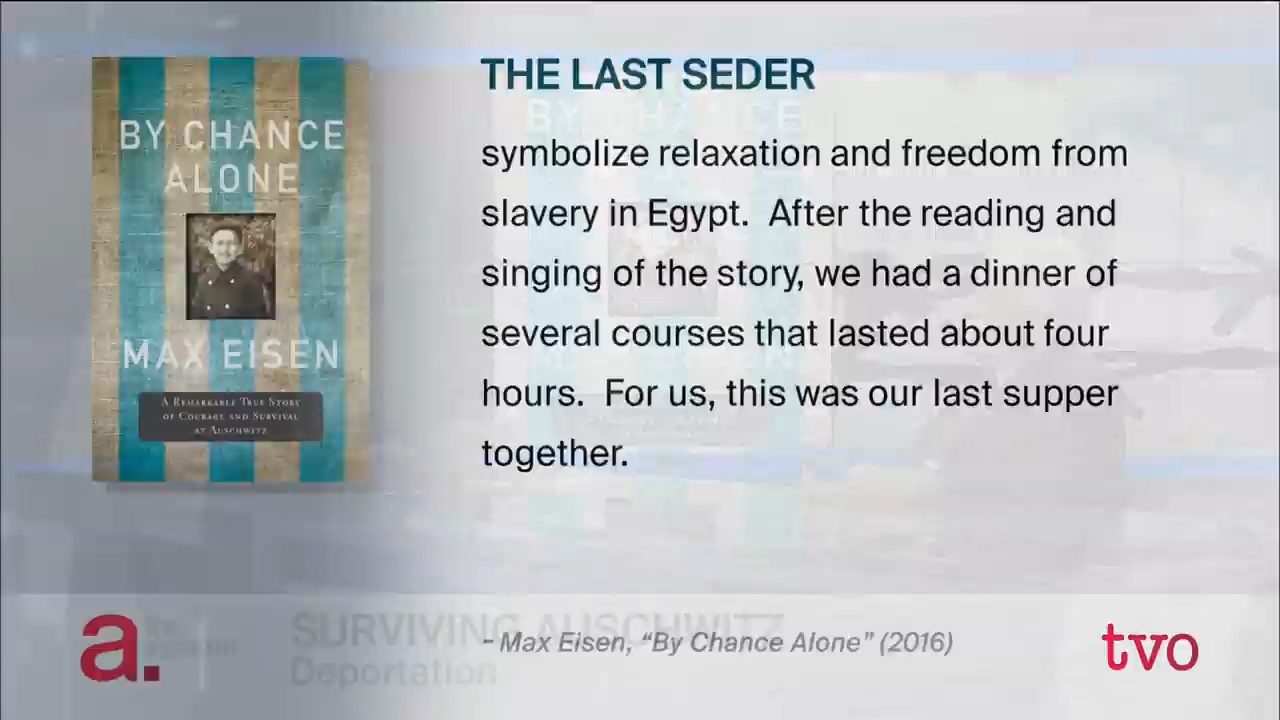 THE LAST SEDER
symbolize relaxation and freedom from
slavery in Egypt. After the reading and
singing of the story, we had a dinner of
several courses that lasted about four
hours. For us, this was our last supper
together.
BY CHANCE
ALONE
MAX EISEN
A REMARKABLE TRUE STORY
OF COURAGE AND SURVIVAL
AT AUSCHWITZ
a.
SURVIVING AUSCHWITZ
Deportation
- Max Eisen, “By Chance Alone” (2016)
tvo